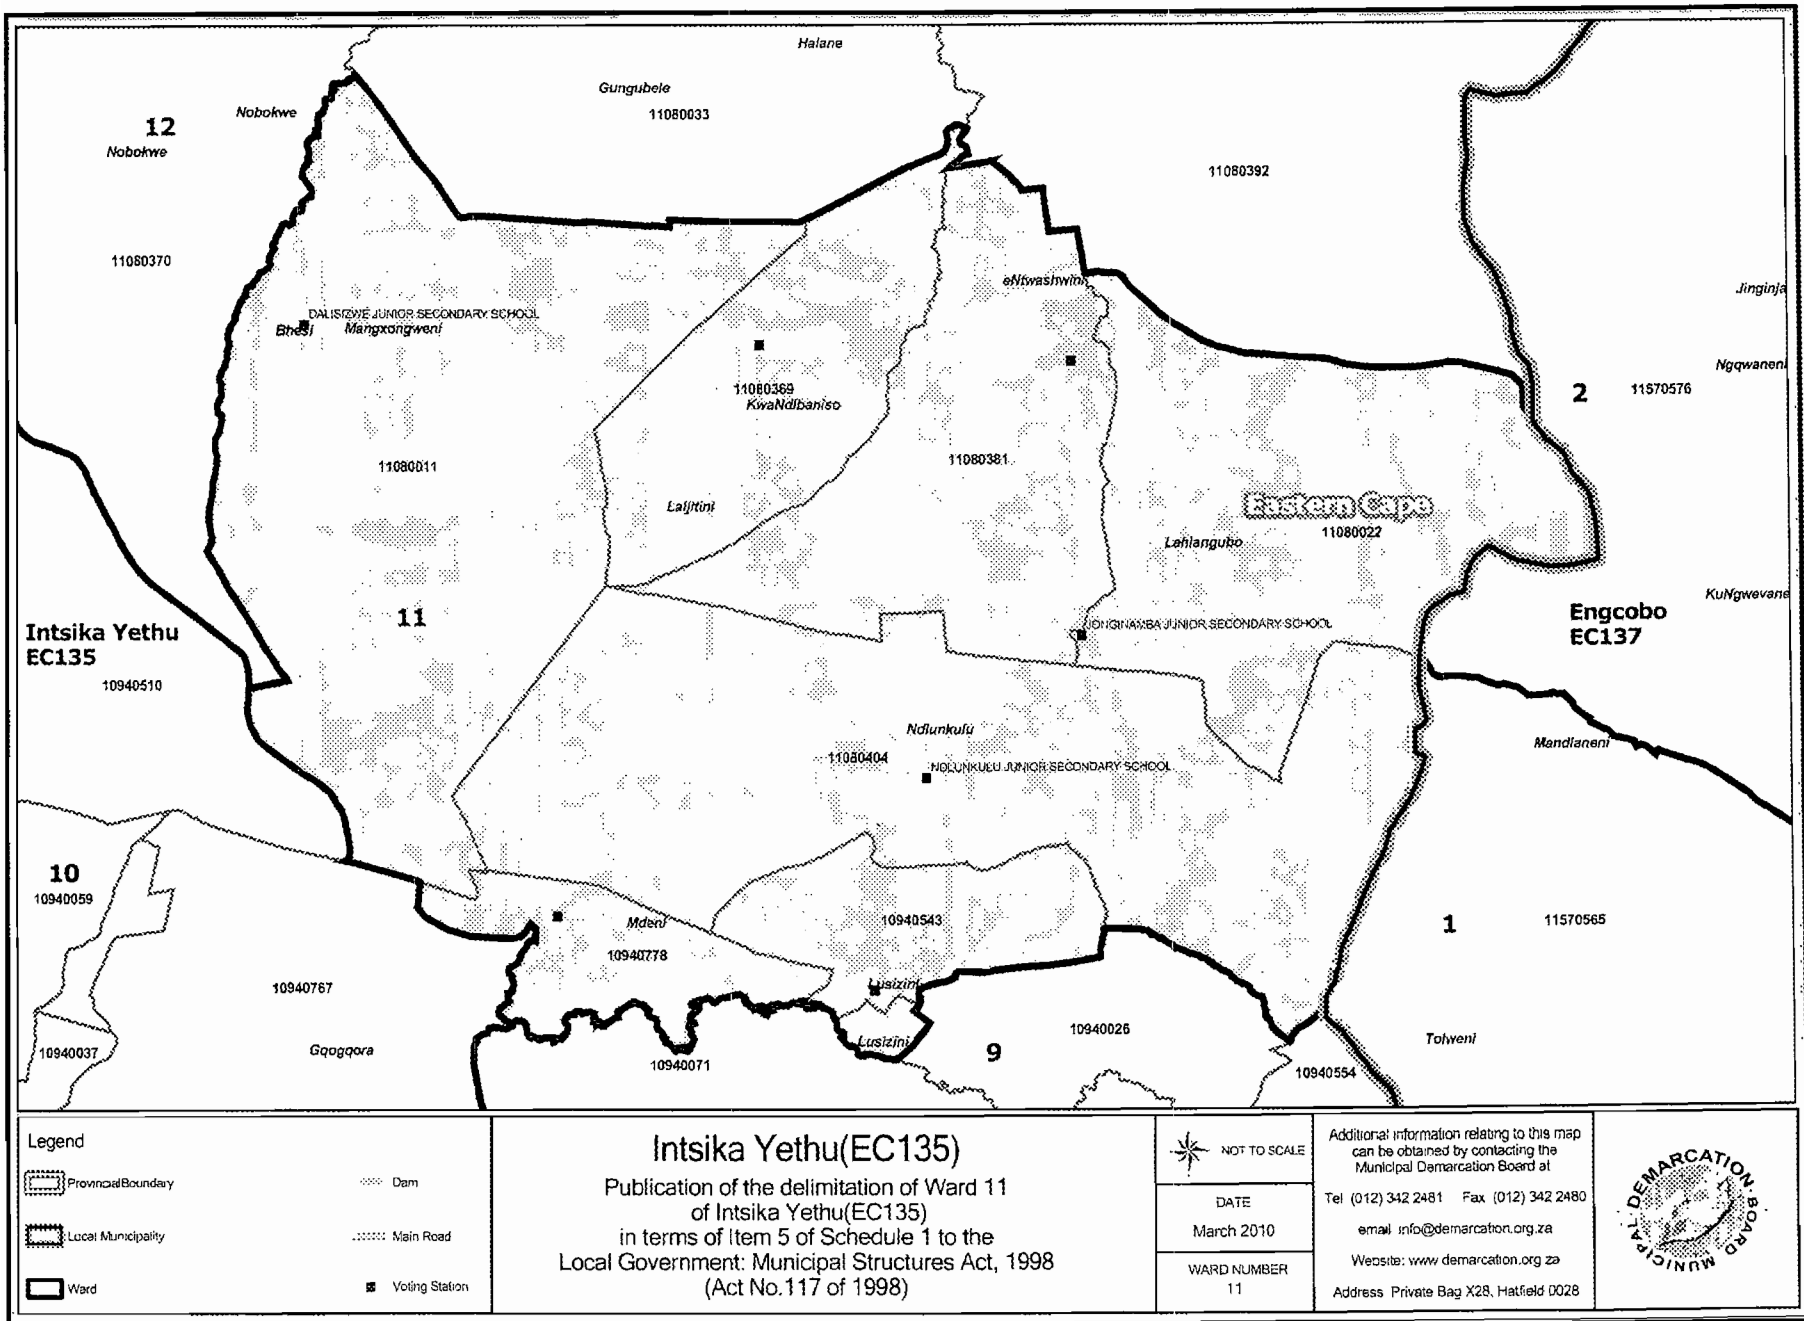 Halane
Gungubele
11080033
Nobokwe
12
Nobokwe
11080392
11080370
eNtwashwini
Jinginja
DALISIZWE JUNIOR SECONDARY SCHOOL
Bhesi
Mangxongweni
Ngqwaneni
11080369
2
11570576
KwaNdibaniso
11080011
11080381
Eastern Cape
Laljitini
11080022
Lahlangubo
KuNgwevane
11
Engcobo
EC137
Intsika Yethu
EC135
JONGINAMBA JUNIOR SECONDARY SCHOOL
10940510
Ndlunkulu
Mandlaneni
11080404
NDLUNKULU JUNIOR SECONDARY SCHOOL
10
10940059
10940543
1
11570565
Mdeni
10940778
10940767
Lusizini
10940026
Lusizini
Tolweni
10940037
Gqogqora
9
10940071
10940554
Legend
Provincial Boundary
Local Municipality
Ward
Dam
Main Road
Voting Station
Intsika Yethu(EC135)
Publication of the delimitation of Ward 11
of Intsika Yethu(EC135)
in terms of Item 5 of Schedule 1 to the
Local Government: Municipal Structures Act, 1998
(Act No.117 of 1998)
NOT TO SCALE
DATE
March 2010
WARD NUMBER
11
Additional information relating to this map
can be obtained by contacting the
Municipal Demarcation Board at
Tel (012) 342 2481 Fax (012) 342 2480
email info@demarcation.org.za
Website: www demarcation.org za
Address Private Bag X28, Hatfield 0028
MUNICIPAL DEMARCATION BOARD